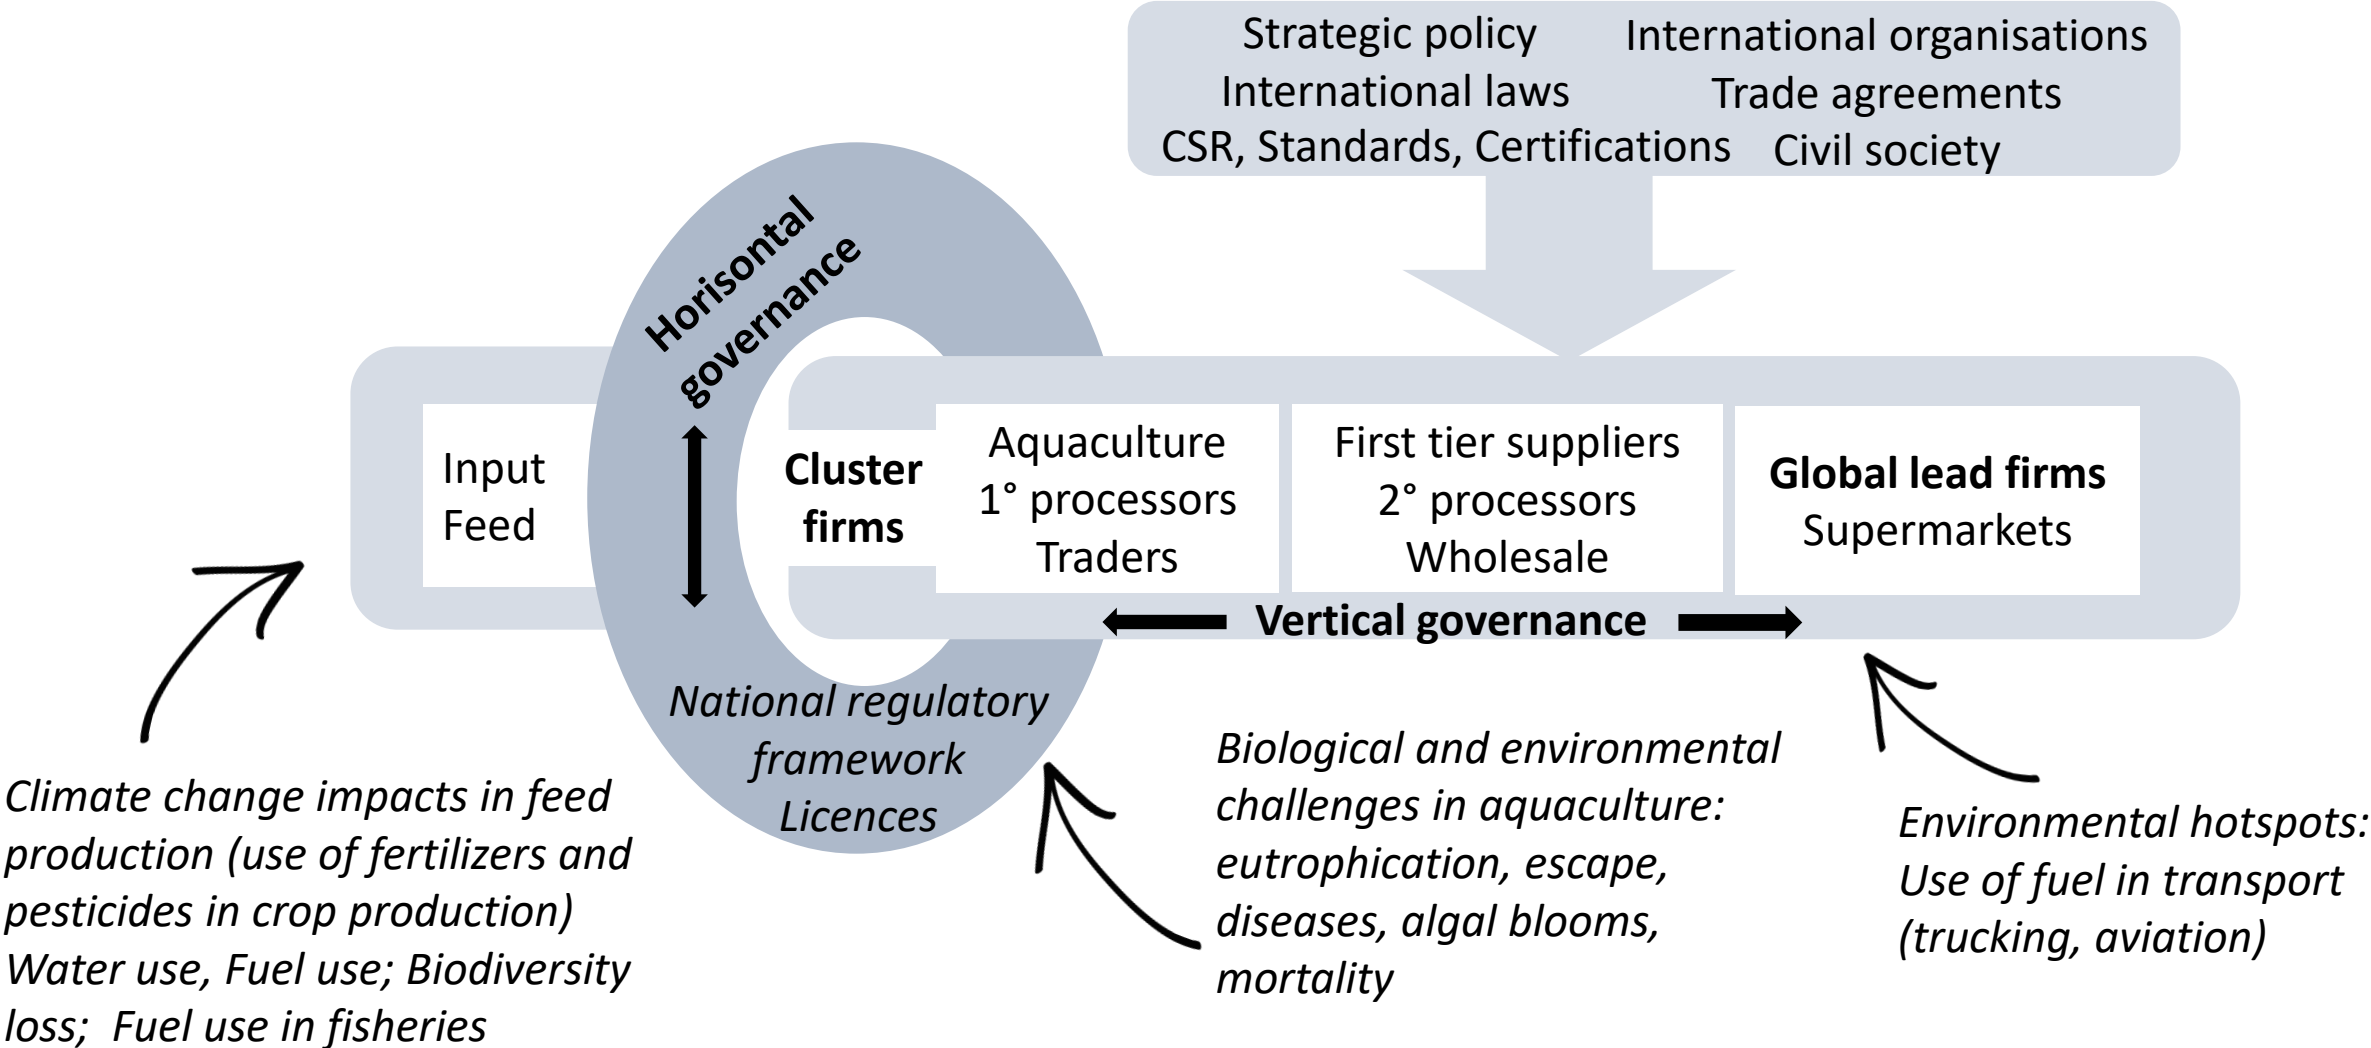 Strategic policy
International organisations
International laws
Trade agreements
CSR, Standards, Certifications
Civil society
Horisontal
governance
Input
Feed
Cluster
firms
Aquaculture
1° processors
Traders
First tier suppliers
2° processors
Wholesale
Global lead firms
Supermarkets
Vertical governance
National regulatory
framework
Licences
Climate change impacts in feed
production (use of fertilizers and
pesticides in crop production)
Water use, Fuel use; Biodiversity
loss; Fuel use in fisheries
Biological and environmental
challenges in aquaculture:
eutrophication, escape,
diseases, algal blooms,
mortality
Environmental hotspots:
Use of fuel in transport
(trucking, aviation)